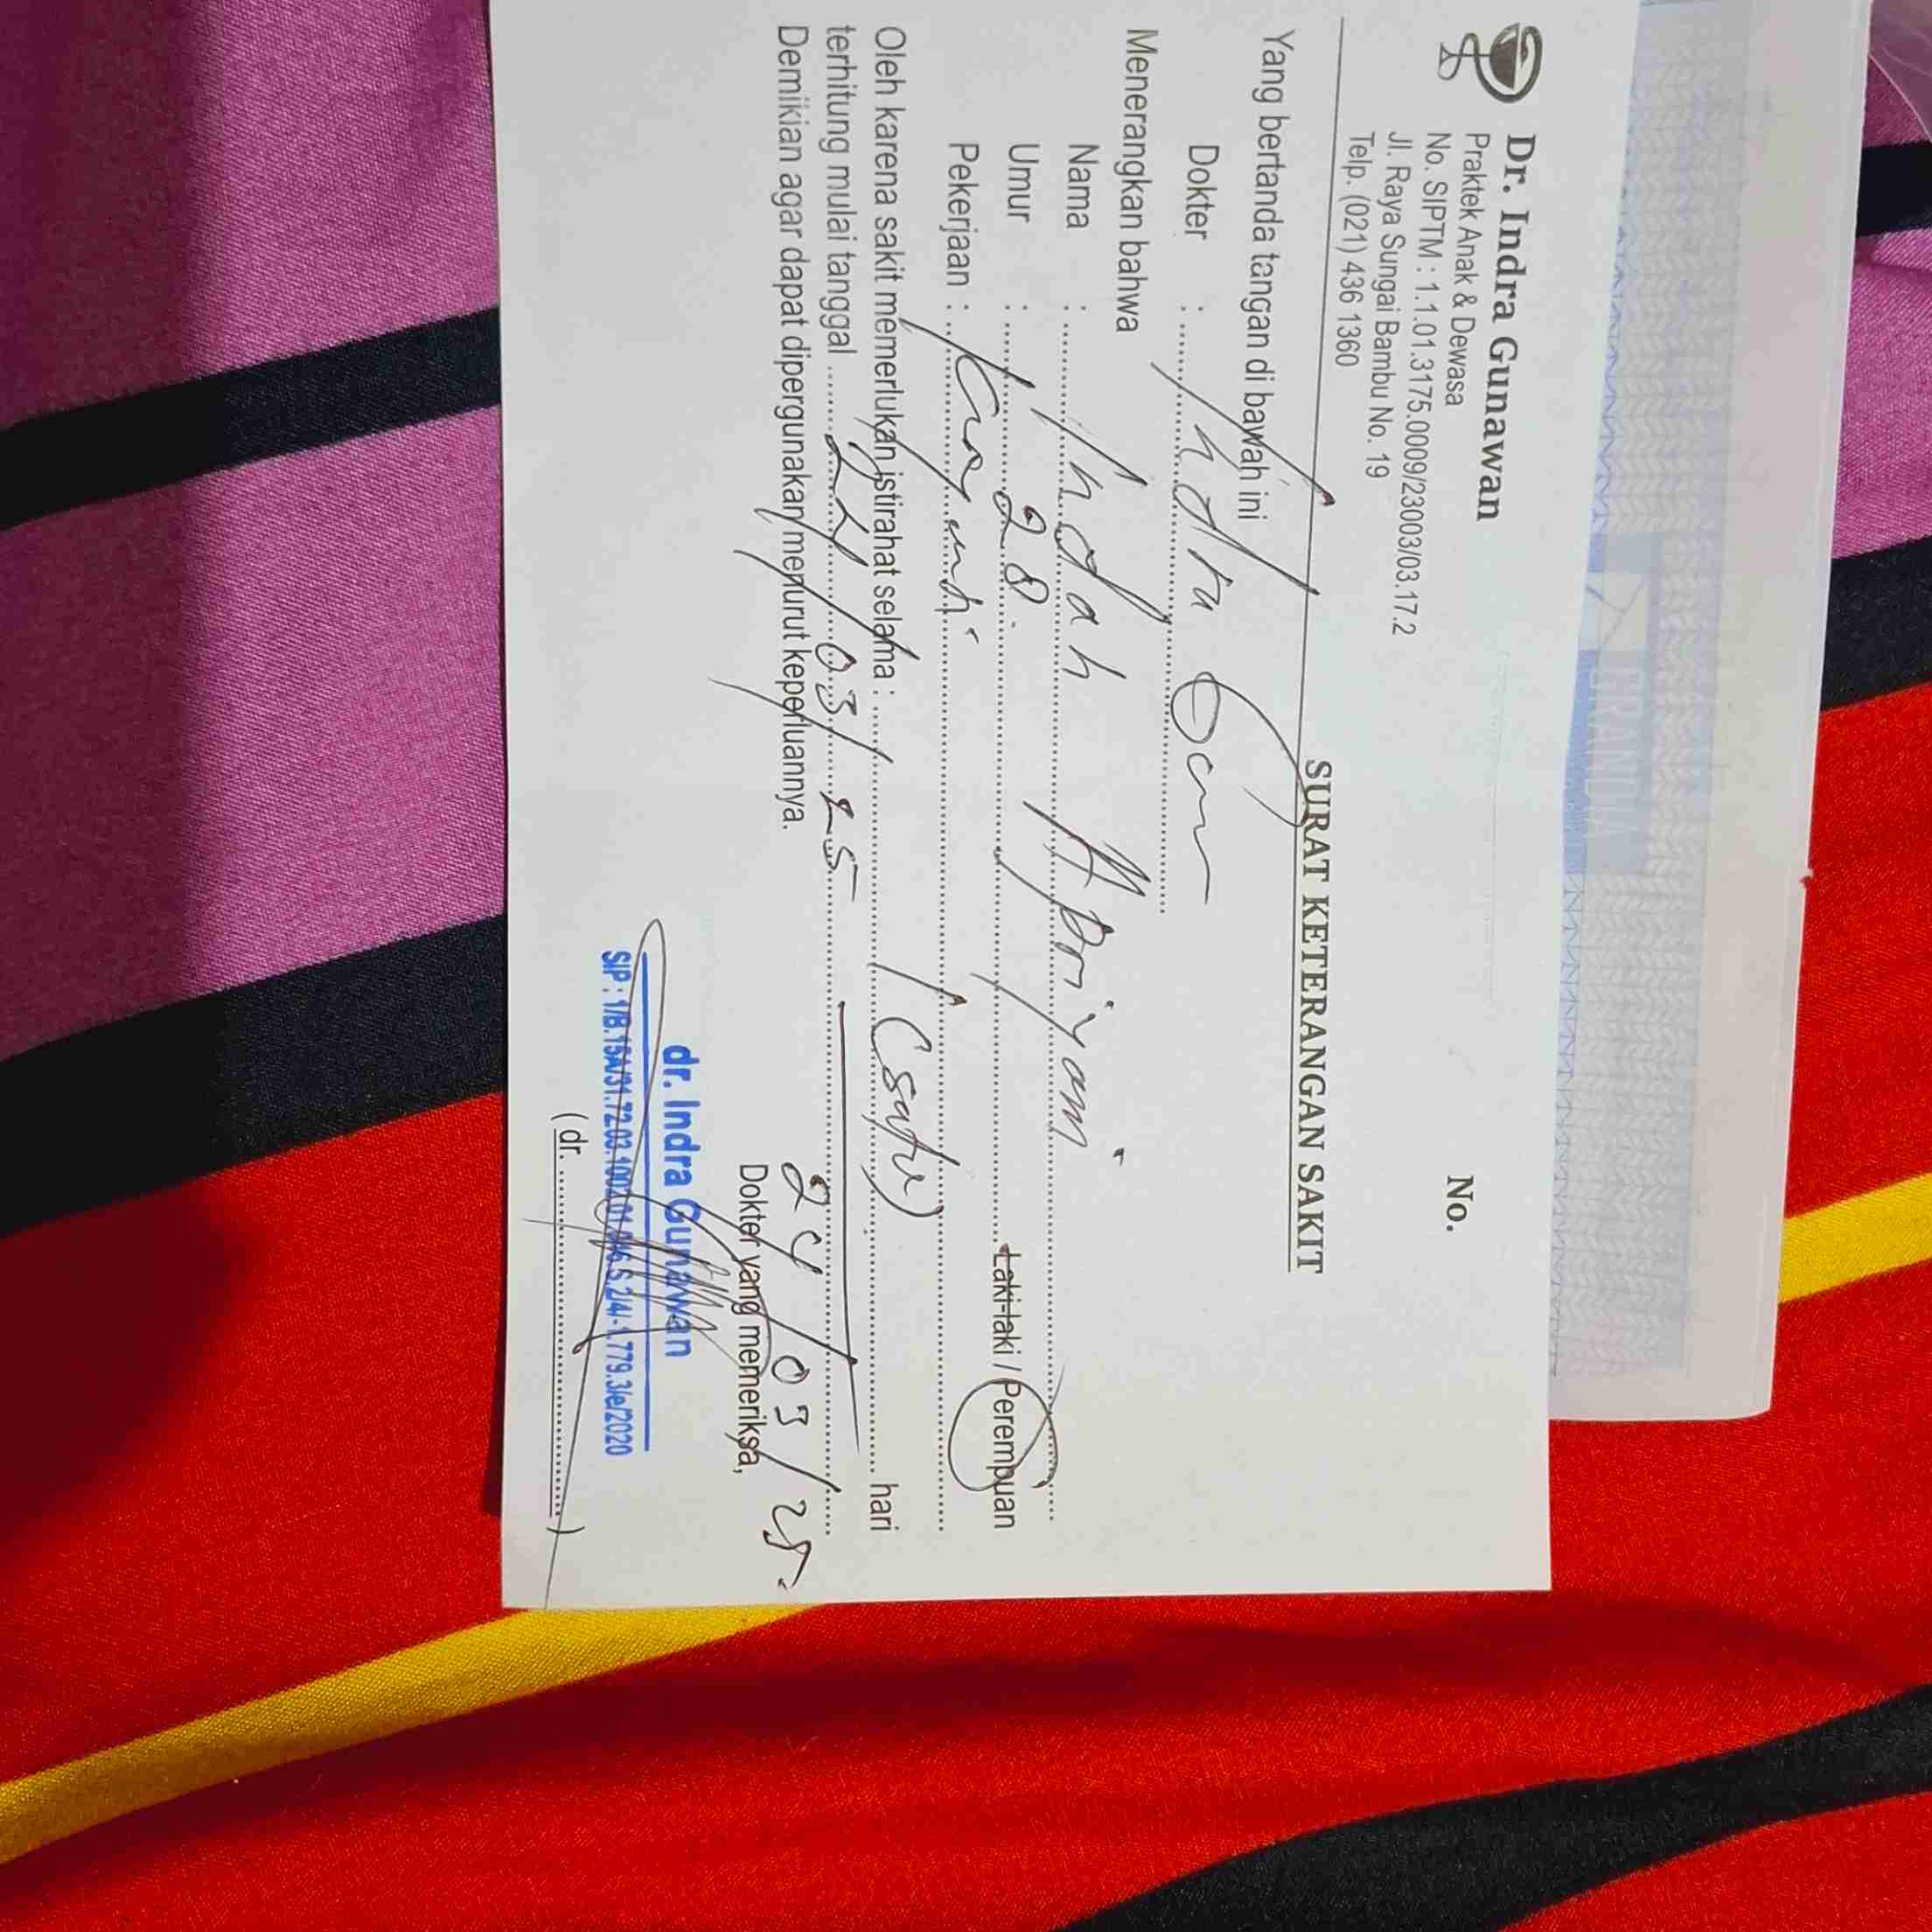 Dr. Indra Gunawan
Praktek Anak & Dewasa
No. SIPTM : 1.1.01.3175.0009/23003/03.17.2
Jl. Raya Sungai Bambu No. 19
Telp. (021) 436 1360
No.
SURAT KETERANGAN SAKIT
Yang bertanda tangan di bawah ini
Dokter : Indra Gun
Menerangkan bahwa
Nama : Indah Apriyani
Umur : 28. Laki-laki / Perempuan
Pekerjaan : Karyawati
Oleh karena sakit memerlukan istirahat selama : 1 (satu) hari
terhitung mulai tanggal 24/03/25
Demikian agar dapat dipergunakan menurut keperluannya.
24/03/25
Dokter yang memeriksa,
dr. Indra Gunawan
(dr. )
GRANDIA